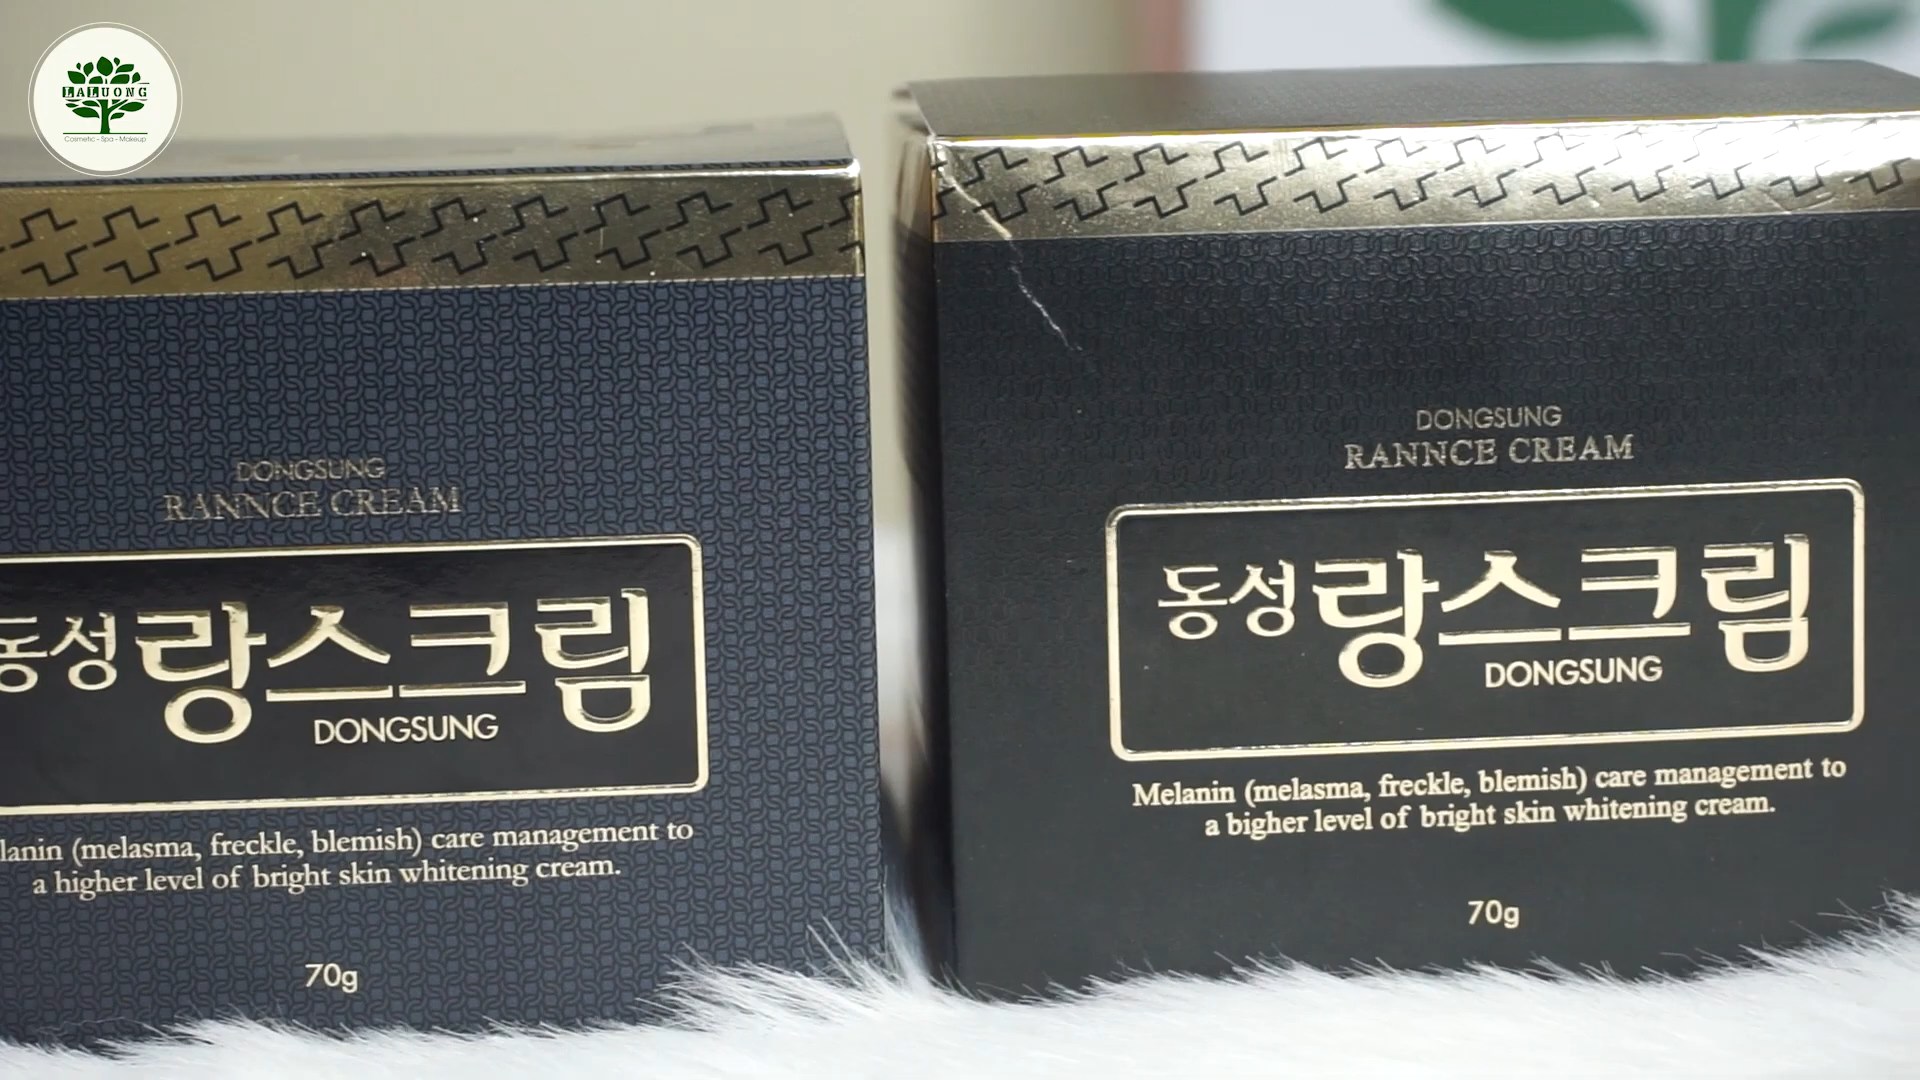 LALUONG
Cosmetic - Spa - Makeup
DONGSUNG
RANNCE CREAM
동성 랑스크림
DONGSUNG
lanin (melasma, freckle, blemish) care management to
a higher level of bright skin whitening cream.
70g
DONGSUNG
RANNCE CREAM
동성 랑스크림
DONGSUNG
Melanin (melasma, freckle, blemish) care management to
a bigher level of bright skin whitening cream.
70g